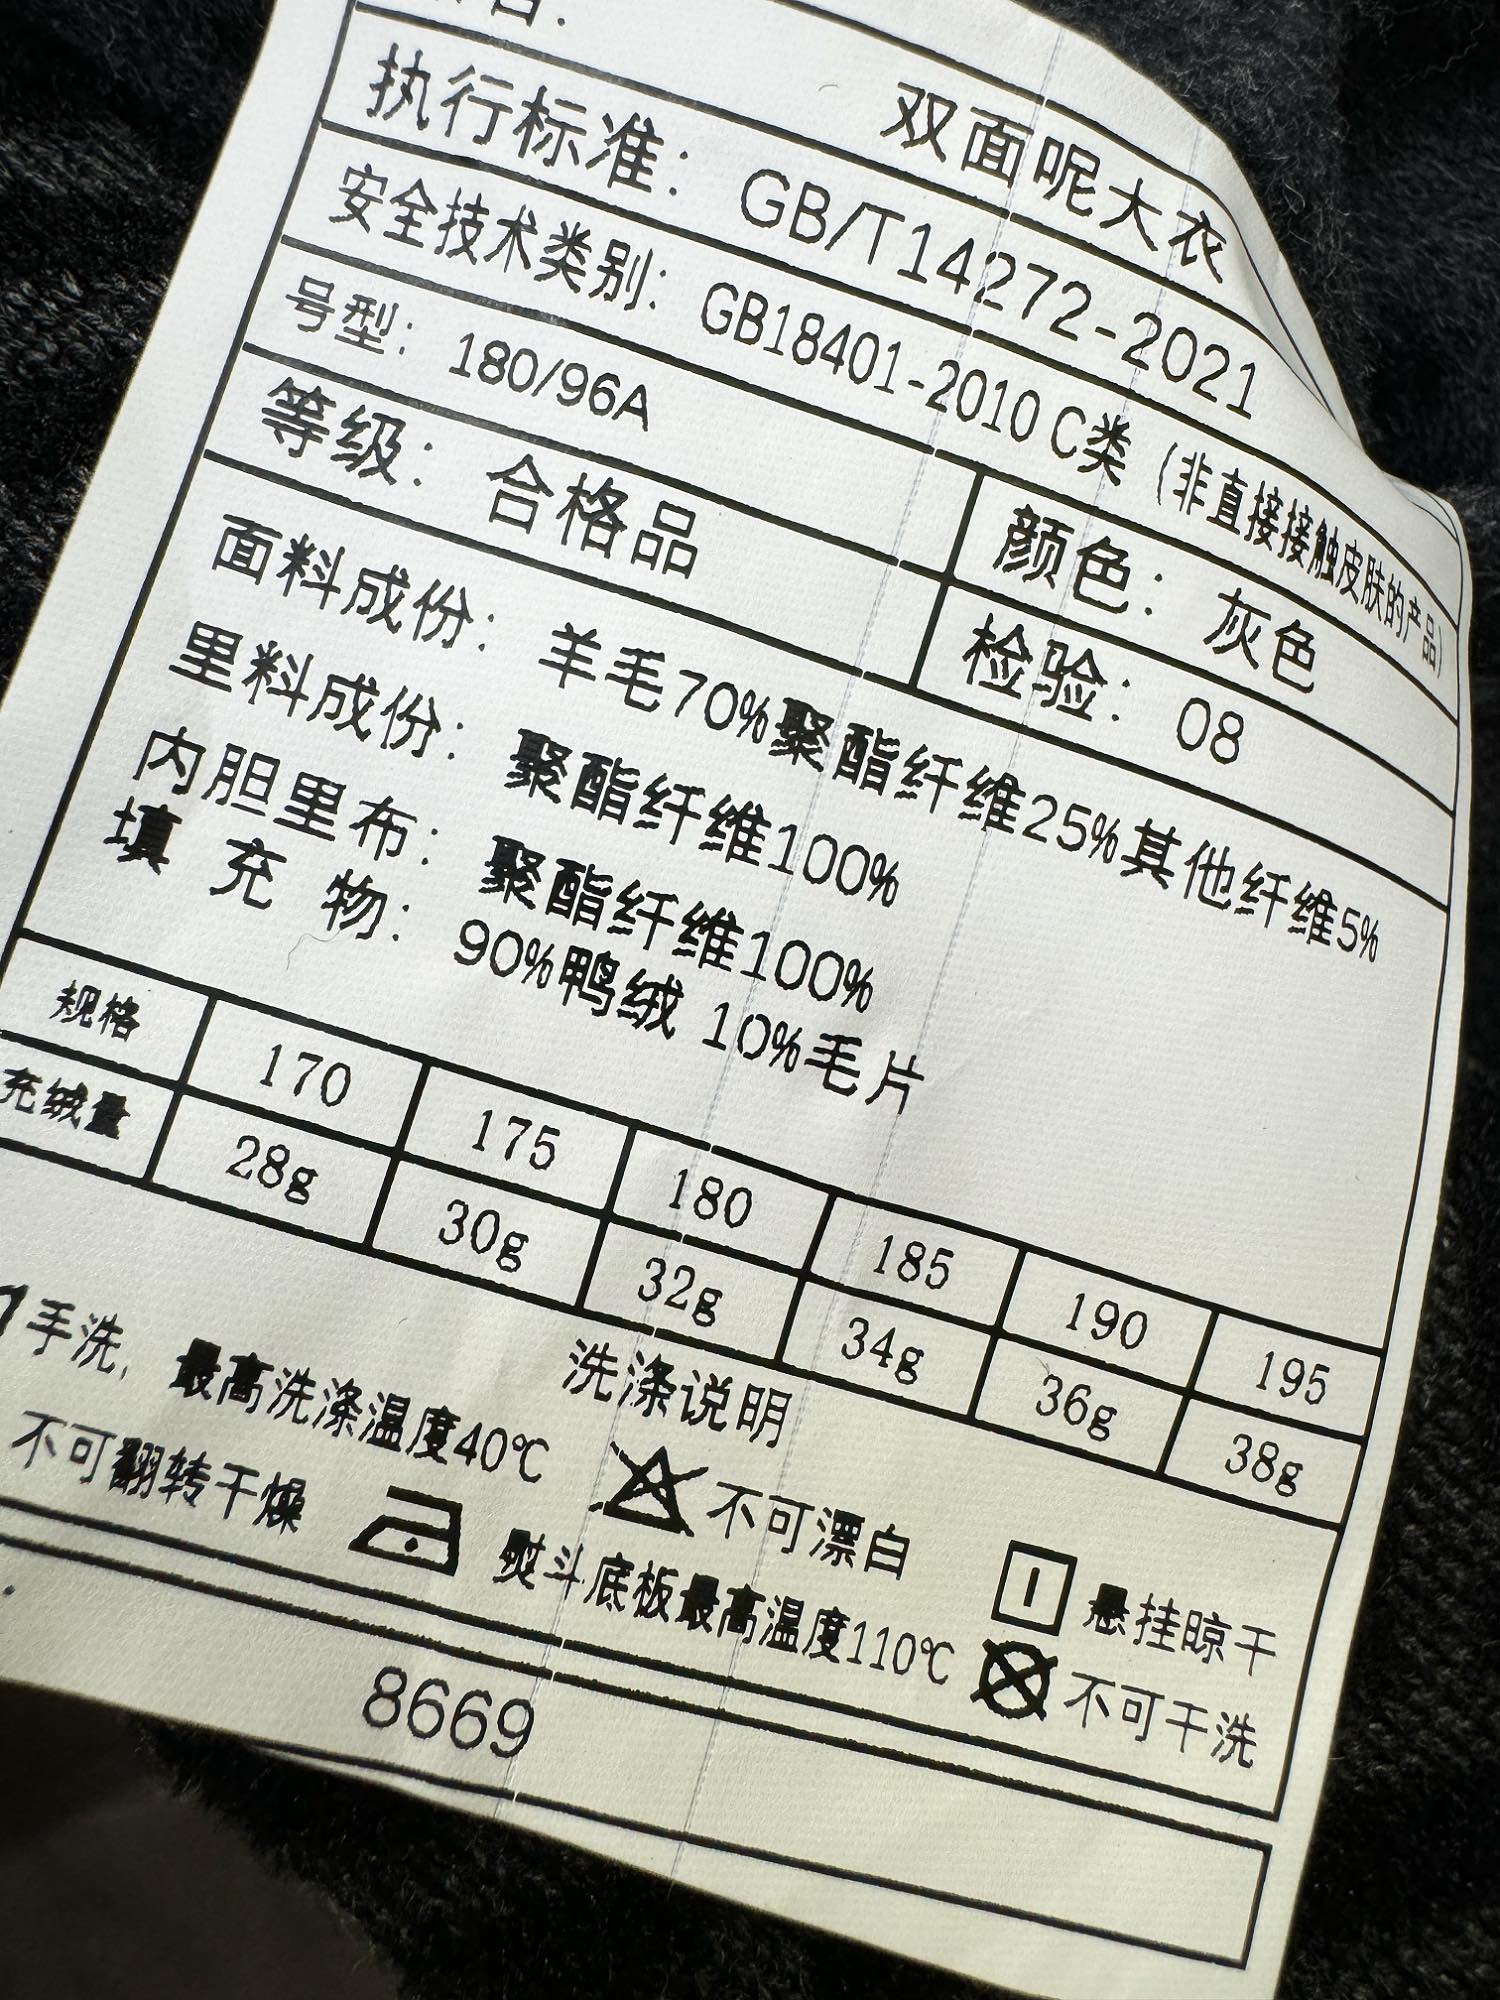 双面呢大衣
执行标准：GB/T14272-2021
安全技术类别：GB18401-2010 C类（非直接接触皮肤的产品）
号型：180/96A 颜色：灰色
等级：合格品 检验：08
面料成份：羊毛70%聚酯纤维25%其他纤维5%
里料成份：聚酯纤维100%
内胆里布：聚酯纤维100%
填充物：90%鸭绒 10%毛片
规格 170 175 180 185 190 195
充绒量 28g 30g 32g 34g 36g 38g
洗涤说明
手洗，最高洗涤温度40℃ 不可漂白 悬挂晾干
不可翻转干燥 熨斗底板最高温度110℃ 不可干洗
8669